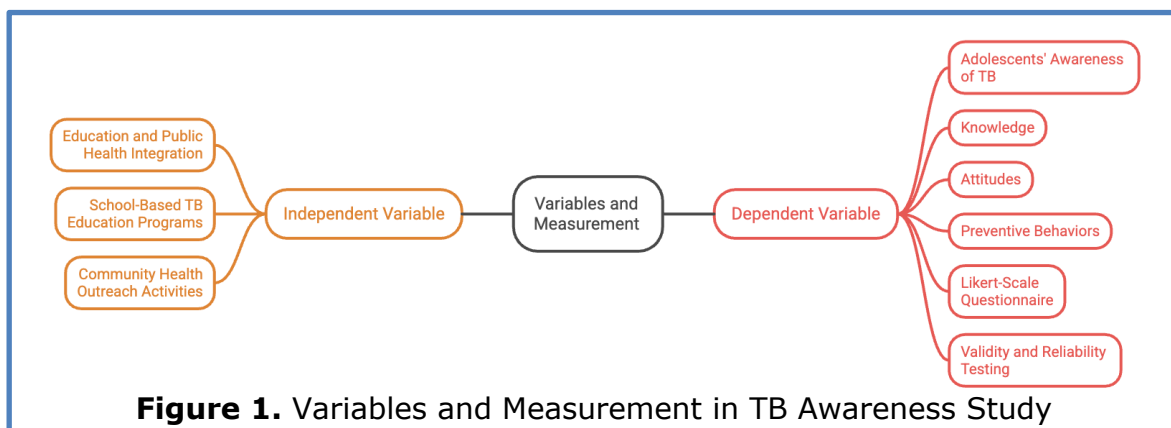 Education and Public
Health Integration
School-Based TB
Education Programs
Community Health
Outreach Activities
Independent Variable
Variables and
Measurement
Dependent Variable
Adolescents' Awareness
of TB
Knowledge
Attitudes
Preventive Behaviors
Likert-Scale
Questionnaire
Validity and Reliability
Testing
Figure 1. Variables and Measurement in TB Awareness Study